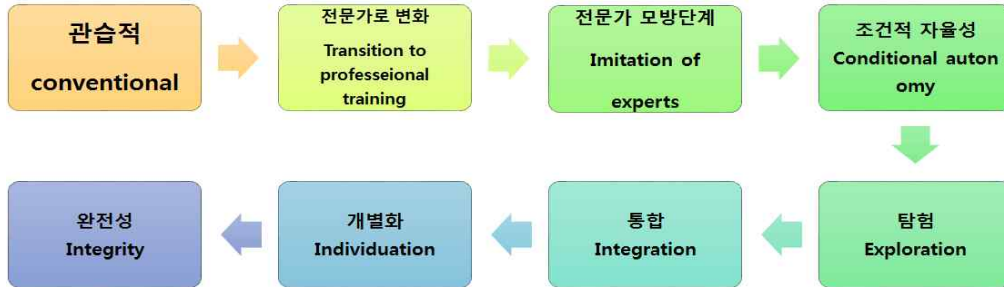 관습적
conventional
전문가로 변화
Transition to
professeional
training
전문가 모방단계
Imitation of
experts
조건적 자율성
Conditional auton
omy
탐험
Exploration
통합
Integration
개별화
Individuation
완전성
Integrity